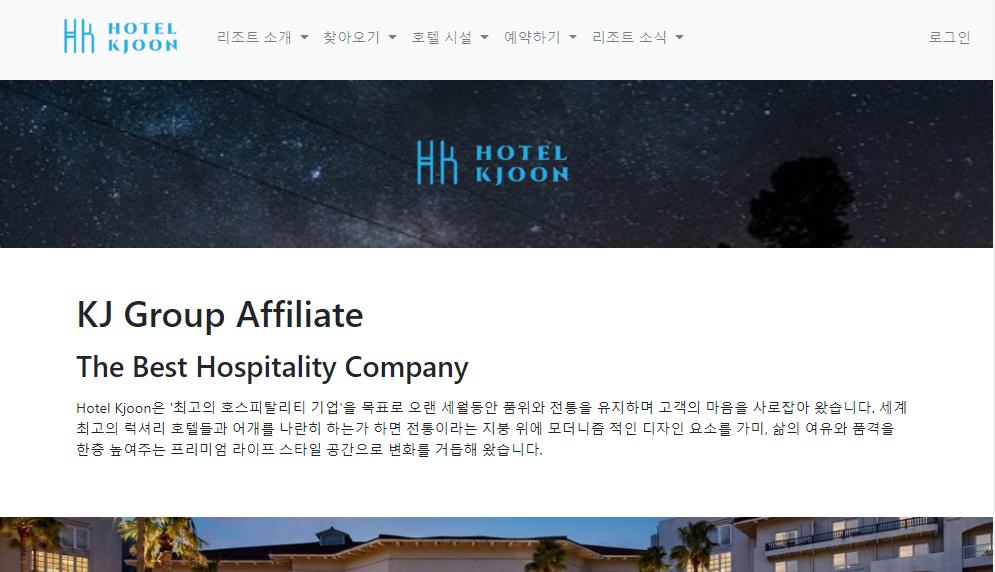 HOTEL
KJOON
리조트 소개 찾아오기 호텔 시설 예약하기 리조트 소식 로그인
HOTEL
KJOON
KJ Group Affiliate
The Best Hospitality Company
Hotel Kjoon은 '최고의 호스피탈리티 기업'을 목표로 오랜 세월동안 품위와 전통을 유지하며 고객의 마음을 사로잡아 왔습니다. 세계
최고의 럭셔리 호텔들과 어개를 나란히 하는가 하면 전통이라는 지붕 위에 모더니즘 적인 디자인 요소를 가미, 삶의 여유와 품격을
한층 높여주는 프리미엄 라이프 스타일 공간으로 변화를 거듭해 왔습니다.